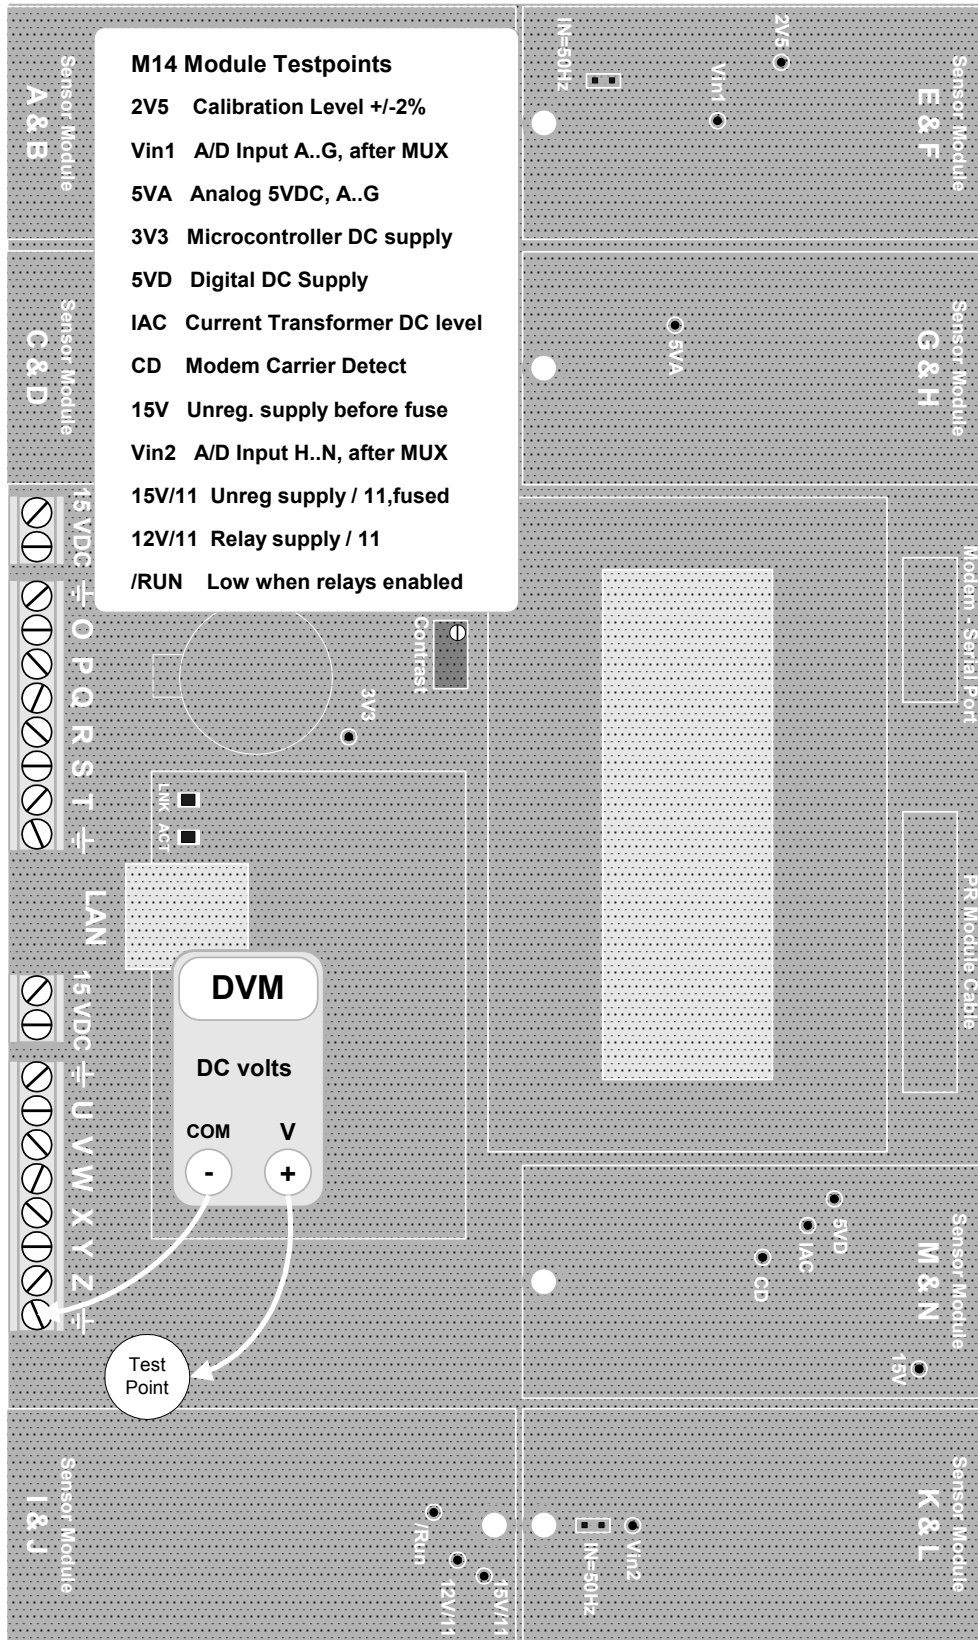 M14 Module Testpoints
2V5 Calibration Level +/-2%
Vin1 A/D Input A..G, after MUX
5VA Analog 5VDC, A..G
3V3 Microcontroller DC supply
5VD Digital DC Supply
IAC Current Transformer DC level
CD Modem Carrier Detect
15V Unreg. supply before fuse
Vin2 A/D Input H..N, after MUX
15V/11 Unreg supply / 11,fused
12V/11 Relay supply / 11
/RUN Low when relays enabled
Sensor Module
A & B
IN=50Hz
Vin1
2V5
Sensor Module
E & F
Sensor Module
C & D
5VA
Sensor Module
G & H
15 VDC
O
P
Q
R
S
T
Contrast
3V3
LNK
ACT
Modem - Serial Port
LAN
PR Module Cable
15 VDC
U
V
W
X
Y
Z
DVM
DC volts
COM
V
-
+
Test
Point
5VD
IAC
CD
15V
Sensor Module
M & N
Sensor Module
I & J
/Run
12V/11
15V/11
IN=50Hz
Vin2
Sensor Module
K & L